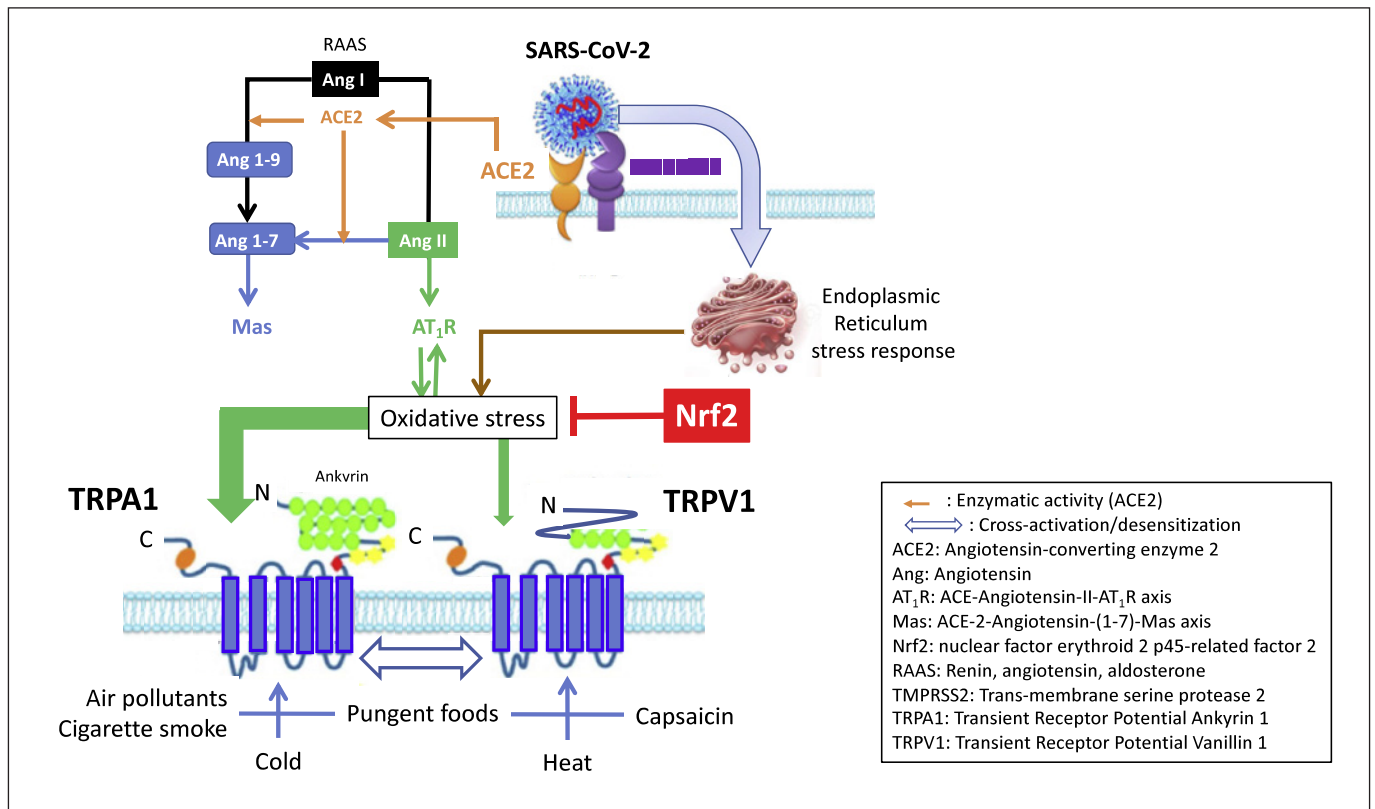 RAAS
SARS-CoV-2
Ang I
ACE2
ACE2
Ang 1-9
Ang 1-7
Ang II
Mas
AT₁R
Endoplasmic
Reticulum
stress response
Oxidative stress
Nrf2
TRPA1
N
Ankvrin
C
TRPV1
N
C
Air pollutants
Cigarette smoke
Pungent foods
Capsaicin
Cold
Heat
: Enzymatic activity (ACE2)
: Cross-activation/desensitization
ACE2: Angiotensin-converting enzyme 2
Ang: Angiotensin
AT₁R: ACE-Angiotensin-II-AT₁R axis
Mas: ACE-2-Angiotensin-(1-7)-Mas axis
Nrf2: nuclear factor erythroid 2 p45-related factor 2
RAAS: Renin, angiotensin, aldosterone
TMPRSS2: Trans-membrane serine protease 2
TRPA1: Transient Receptor Potential Ankyrin 1
TRPV1: Transient Receptor Potential Vanillin 1